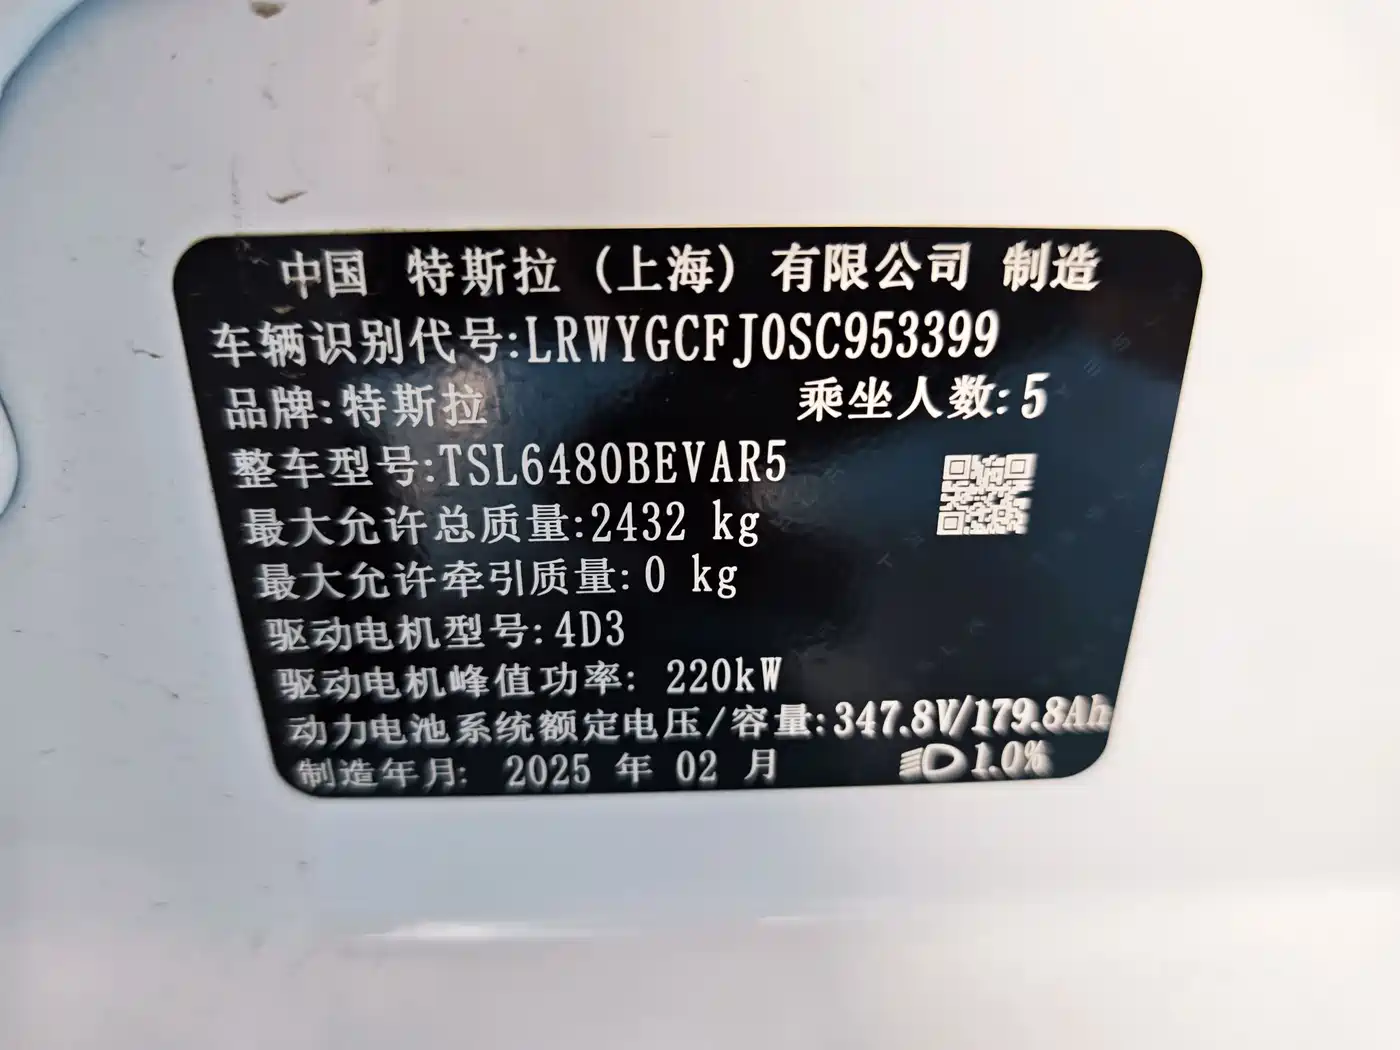 中国 特斯拉（上海）有限公司 制造
车辆识别代号:LRWYGCFJ0SC953399
品牌:特斯拉 乘坐人数:5
整车型号:TSL6480BEVAR5
最大允许总质量:2432 kg
最大允许牵引质量: 0 kg
驱动电机型号: 4D3
驱动电机峰值功率: 220kW
动力电池系统额定电压/容量:347.8V/179.8Ah
制造年月: 2025 年 02 月 1.0%